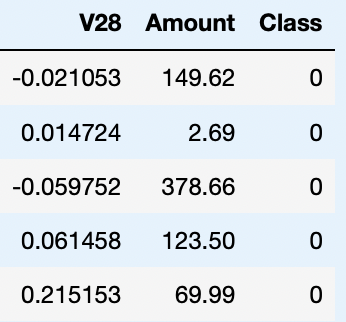 V28 Amount Class
-0.021053 149.62 0
0.014724 2.69 0
-0.059752 378.66 0
0.061458 123.50 0
0.215153 69.99 0